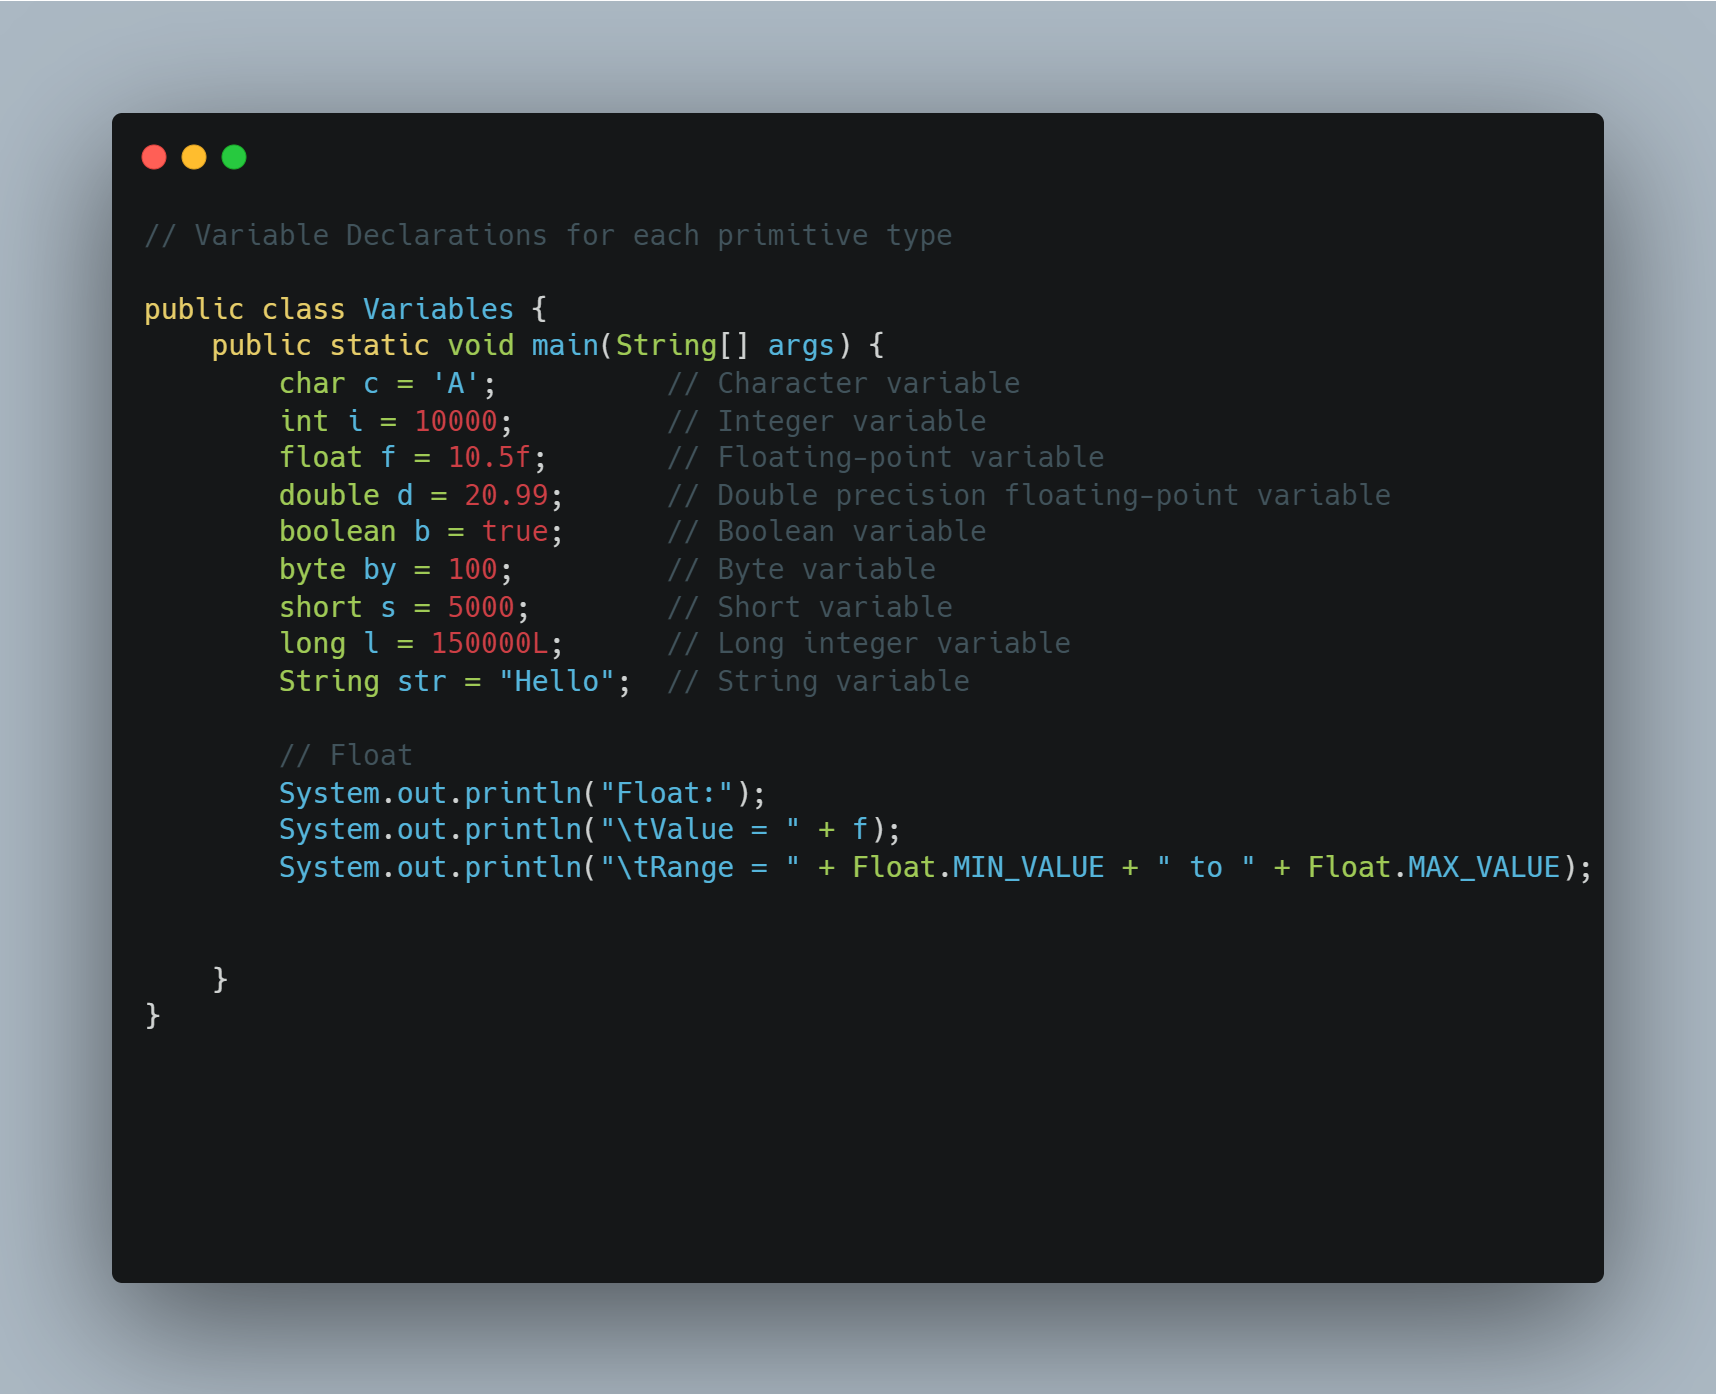 // Variable Declarations for each primitive type

public class Variables {
    public static void main(String[] args) {
        char c = 'A';          // Character variable
        int i = 10000;         // Integer variable
        float f = 10.5f;       // Floating-point variable
        double d = 20.99;      // Double precision floating-point variable
        boolean b = true;      // Boolean variable
        byte by = 100;         // Byte variable
        short s = 5000;        // Short variable
        long l = 150000L;      // Long integer variable
        String str = "Hello";  // String variable

        // Float
        System.out.println("Float:");
        System.out.println("\tValue = " + f);
        System.out.println("\tRange = " + Float.MIN_VALUE + " to " + Float.MAX_VALUE);

    }
}